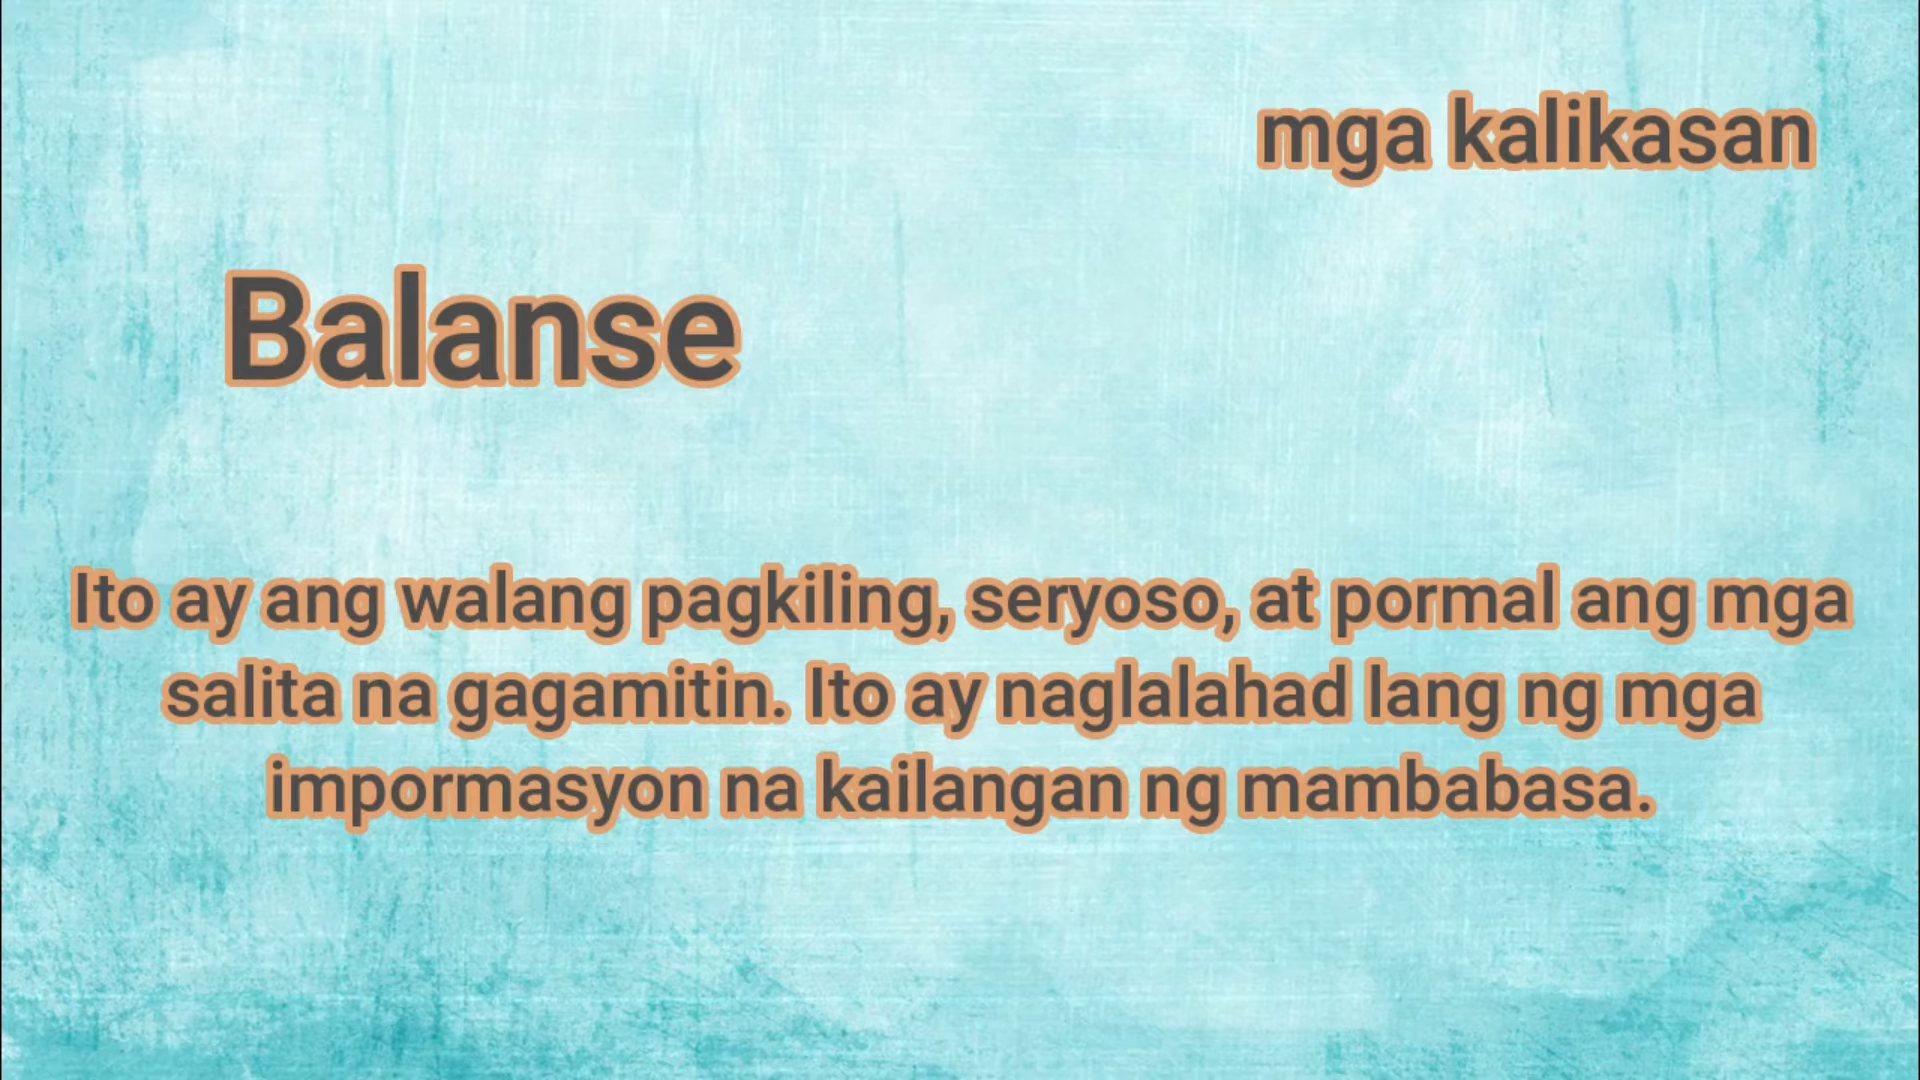 mga kalikasan
Balanse
Ito ay ang walang pagkiling, seryoso, at pormal ang mga
salita na gagamitin. Ito ay naglalahad lang ng mga
impormasyon na kailangan ng mambabasa.